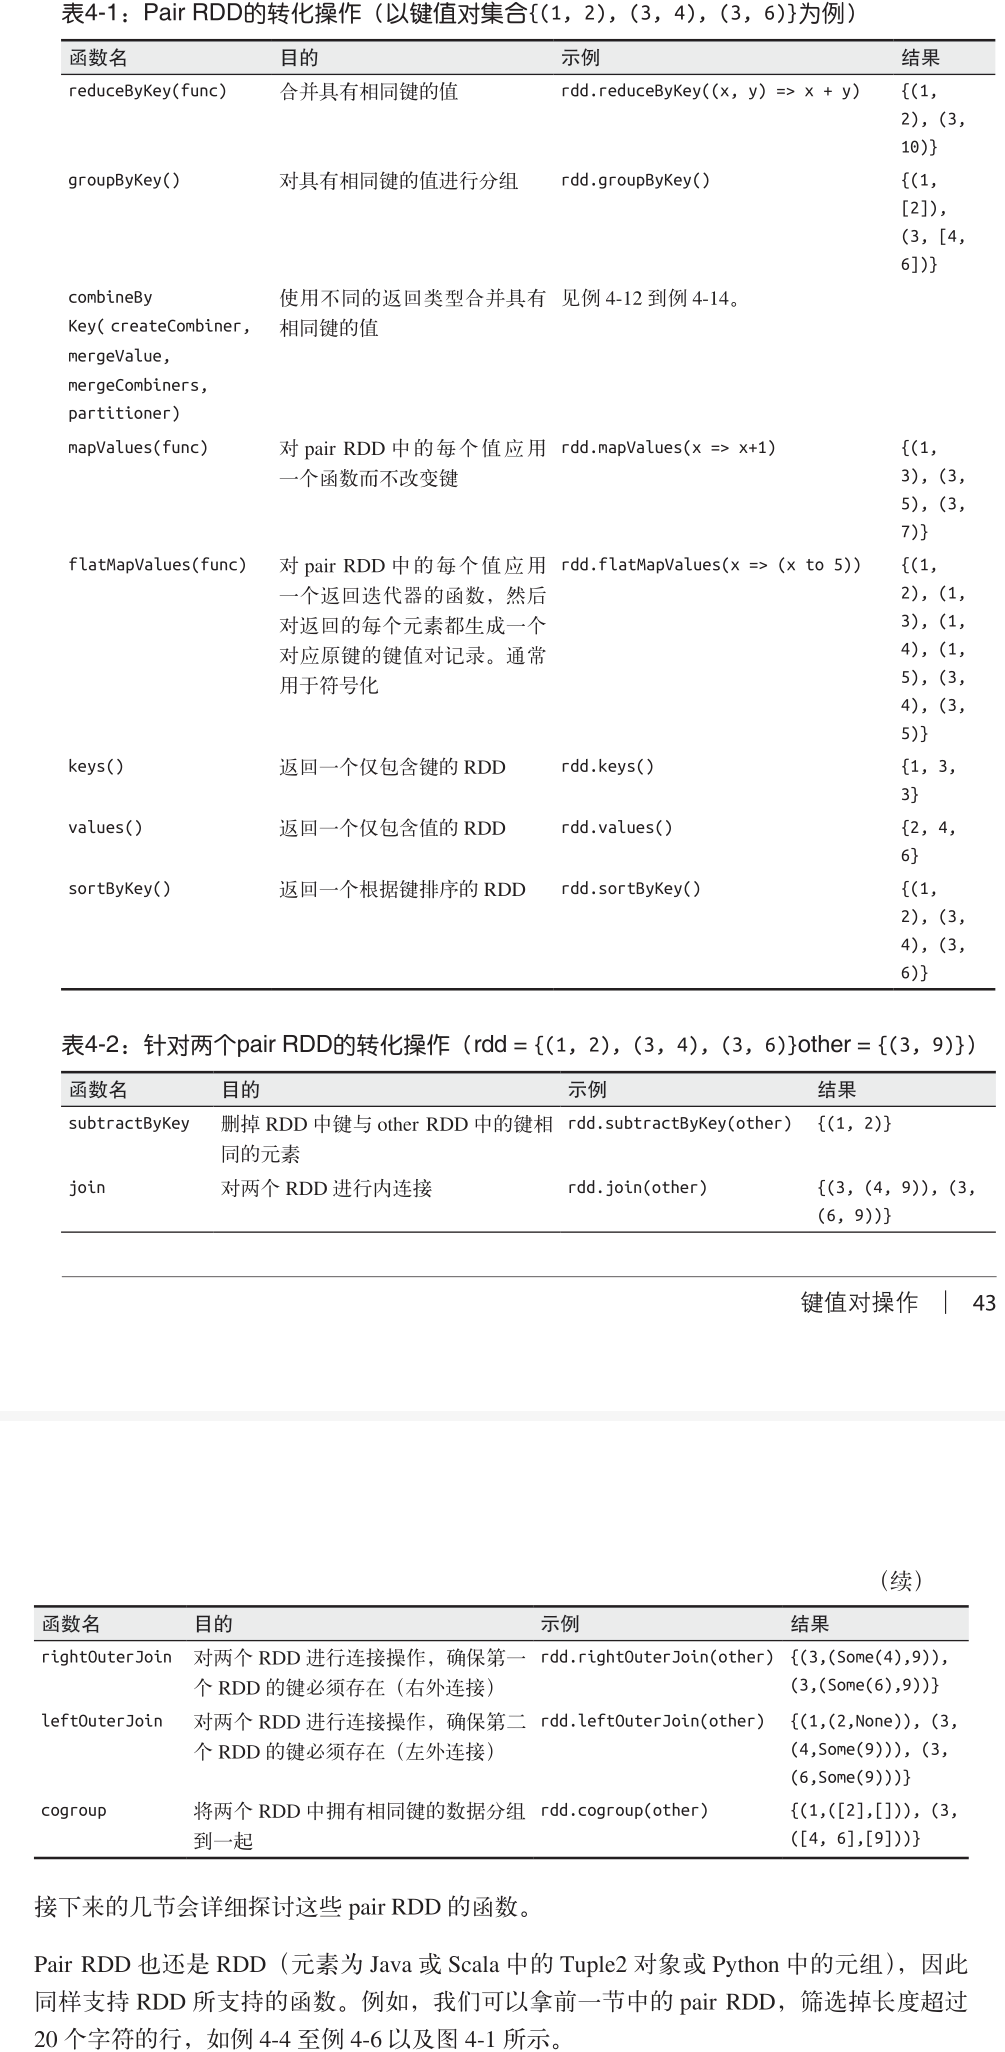 表4-1：Pair RDD的转化操作（以键值对集合{(1, 2), (3, 4), (3, 6)}为例）
函数名 目的 示例 结果
reduceByKey(func) 合并具有相同键的值 rdd.reduceByKey((x, y) => x + y) {(1,
2), (3,
10)}
groupByKey() 对具有相同键的值进行分组 rdd.groupByKey() {(1,
[2]),
(3, [4,
6])}
combineBy 使用不同的返回类型合并具有 见例 4-12 到例 4-14。
Key( createCombiner, 相同键的值
mergeValue,
mergeCombiners,
partitioner)
mapValues(func) 对 pair RDD 中的每个值应用 rdd.mapValues(x => x+1) {(1,
一个函数而不改变键 3), (3,
5), (3,
7)}
flatMapValues(func) 对 pair RDD 中的每个值应用 rdd.flatMapValues(x => (x to 5)) {(1,
一个返回迭代器的函数，然后 2), (1,
对返回的每个元素都生成一个 3), (1,
对应原键的键值对记录。通常 4), (1,
用于符号化 5), (3,
4), (3,
5)}
keys() 返回一个仅包含键的 RDD rdd.keys() {1, 3,
3}
values() 返回一个仅包含值的 RDD rdd.values() {2, 4,
6}
sortByKey() 返回一个根据键排序的 RDD rdd.sortByKey() {(1,
2), (3,
4), (3,
6)}
表4-2：针对两个pair RDD的转化操作（rdd = {(1, 2), (3, 4), (3, 6)}other = {(3, 9)}）
函数名 目的 示例 结果
subtractByKey 删掉 RDD 中键与 other RDD 中的键相 rdd.subtractByKey(other) {(1, 2)}
同的元素
join 对两个 RDD 进行内连接 rdd.join(other) {(3, (4, 9)), (3,
(6, 9))}
键值对操作 ｜ 43
（续）
函数名 目的 示例 结果
rightOuterJoin 对两个 RDD 进行连接操作，确保第一 rdd.rightOuterJoin(other) {(3,(Some(4),9)),
个 RDD 的键必须存在（右外连接） (3,(Some(6),9))}
leftOuterJoin 对两个 RDD 进行连接操作，确保第二 rdd.leftOuterJoin(other) {(1,(2,None)), (3,
个 RDD 的键必须存在（左外连接） (4,Some(9))), (3,
(6,Some(9)))}
cogroup 将两个 RDD 中拥有相同键的数据分组 rdd.cogroup(other) {(1,([2],[])), (3,
到一起 ([4, 6],[9]))}
接下来的几节会详细探讨这些 pair RDD 的函数。
Pair RDD 也还是 RDD（元素为 Java 或 Scala 中的 Tuple2 对象或 Python 中的元组），因此
同样支持 RDD 所支持的函数。例如，我们可以拿前一节中的 pair RDD，筛选掉长度超过
20 个字符的行，如例 4-4 至例 4-6 以及图 4-1 所示。